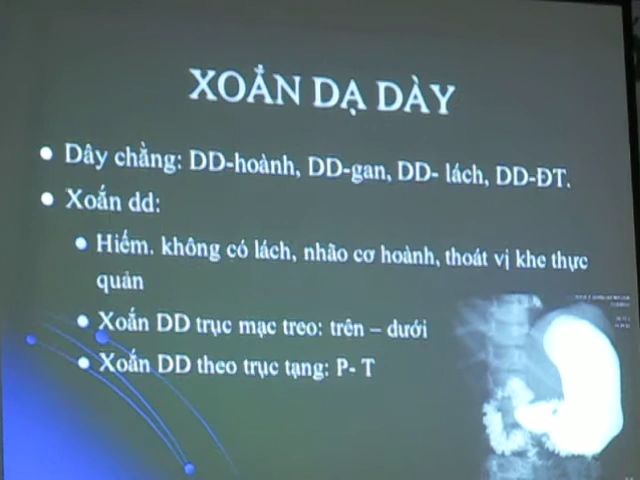 XOẮN DẠ DÀY
Dây chằng: DD-hoành, DD-gan, DD- lách, DD-ĐT.
Xoắn dd:
Hiếm. không có lách, nhão cơ hoành, thoát vị khe thực
quản
Xoắn DD trục mạc treo: trên – dưới
Xoắn DD theo trục tạng: P- T